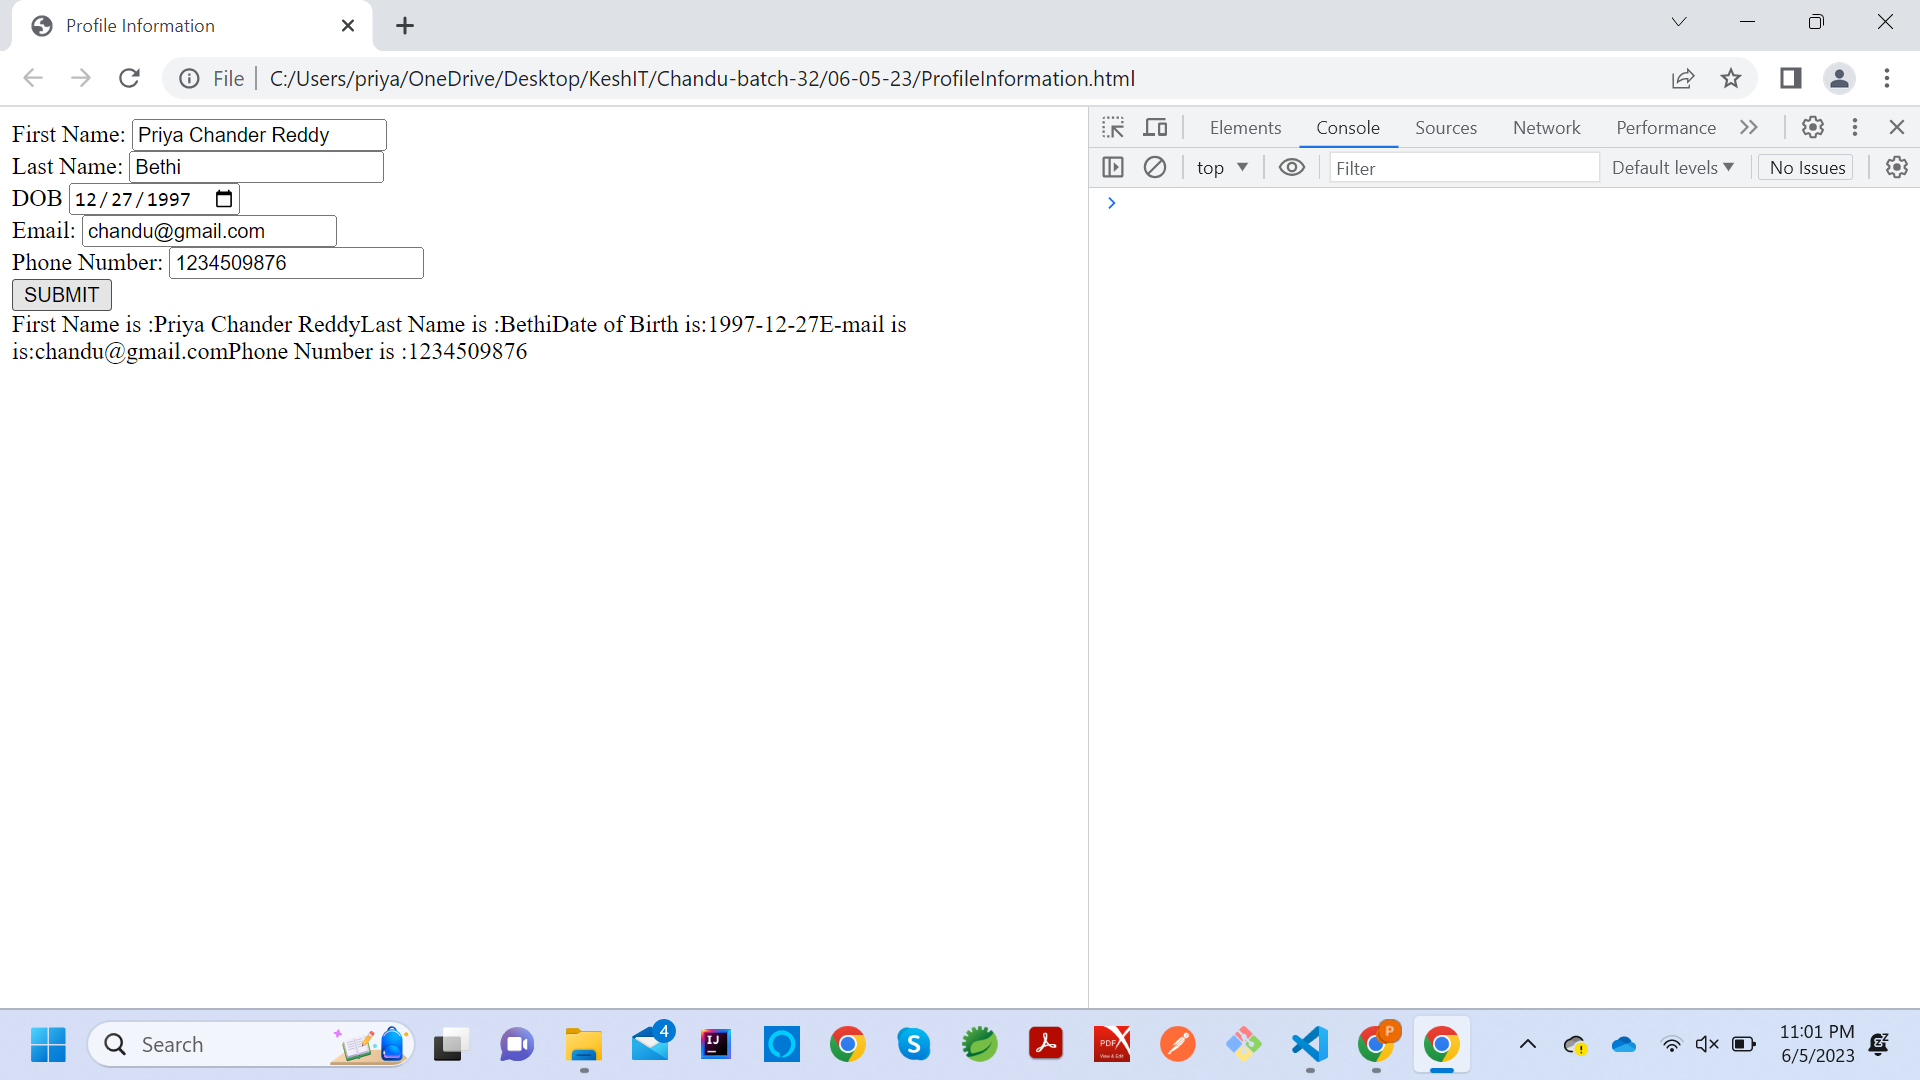 Profile Information
File
C:/Users/priya/OneDrive/Desktop/KeshIT/Chandu-batch-32/06-05-23/ProfileInformation.html
First Name: Priya Chander Reddy
Last Name: Bethi
DOB 12/27/1997
Email: chandu@gmail.com
Phone Number: 1234509876
SUBMIT
First Name is :Priya Chander ReddyLast Name is :BethiDate of Birth is:1997-12-27E-mail is
is:chandu@gmail.comPhone Number is :1234509876
Elements Console Sources Network Performance
top Filter Default levels No Issues
Search
4
IJ
S
PDF
View & Edit
P
11:01 PM
6/5/2023